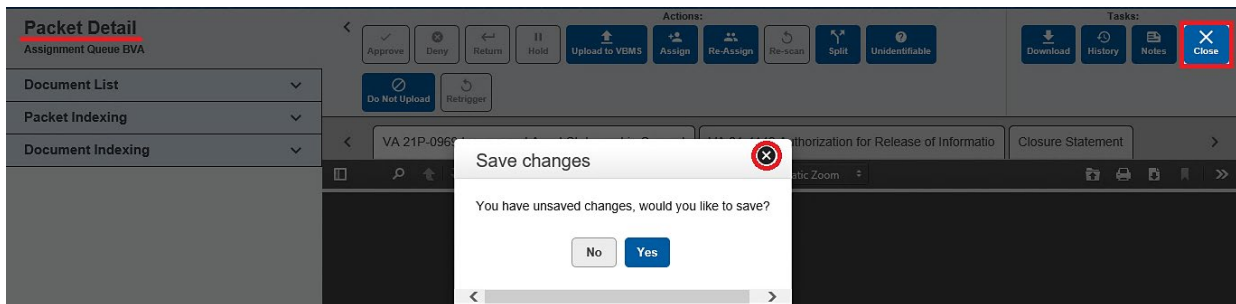 Packet Detail
Assignment Queue BVA
Document List
Packet Indexing
Document Indexing
Actions:
Approve
Deny
Return
Hold
Upload to VBMS
Assign
Re-Assign
Re-scan
Split
Unidentifiable
Do Not Upload
Retrigger
Tasks:
Download
History
Notes
Close
VA 21P-0969
Authorization for Release of Informatio
Closure Statement
Zoom
Save changes
You have unsaved changes, would you like to save?
No
Yes